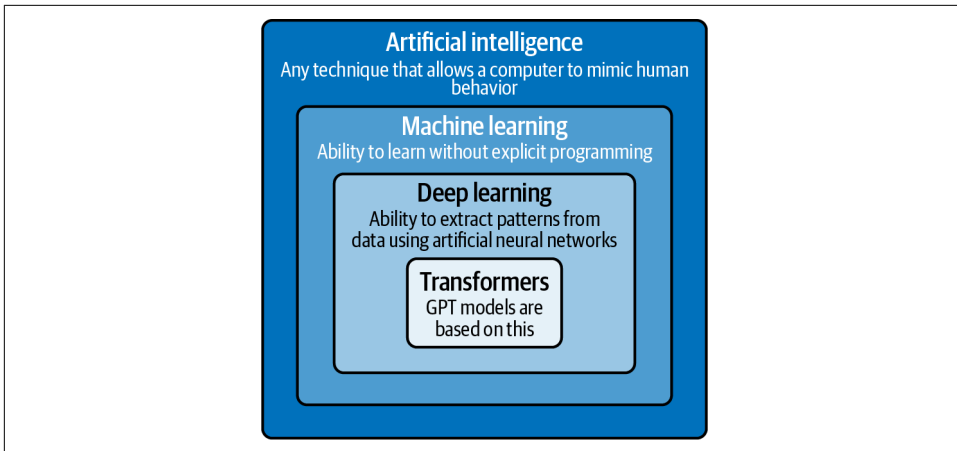 Artificial intelligence
Any technique that allows a computer to mimic human
behavior
Machine learning
Ability to learn without explicit programming
Deep learning
Ability to extract patterns from
data using artificial neural networks
Transformers
GPT models are
based on this